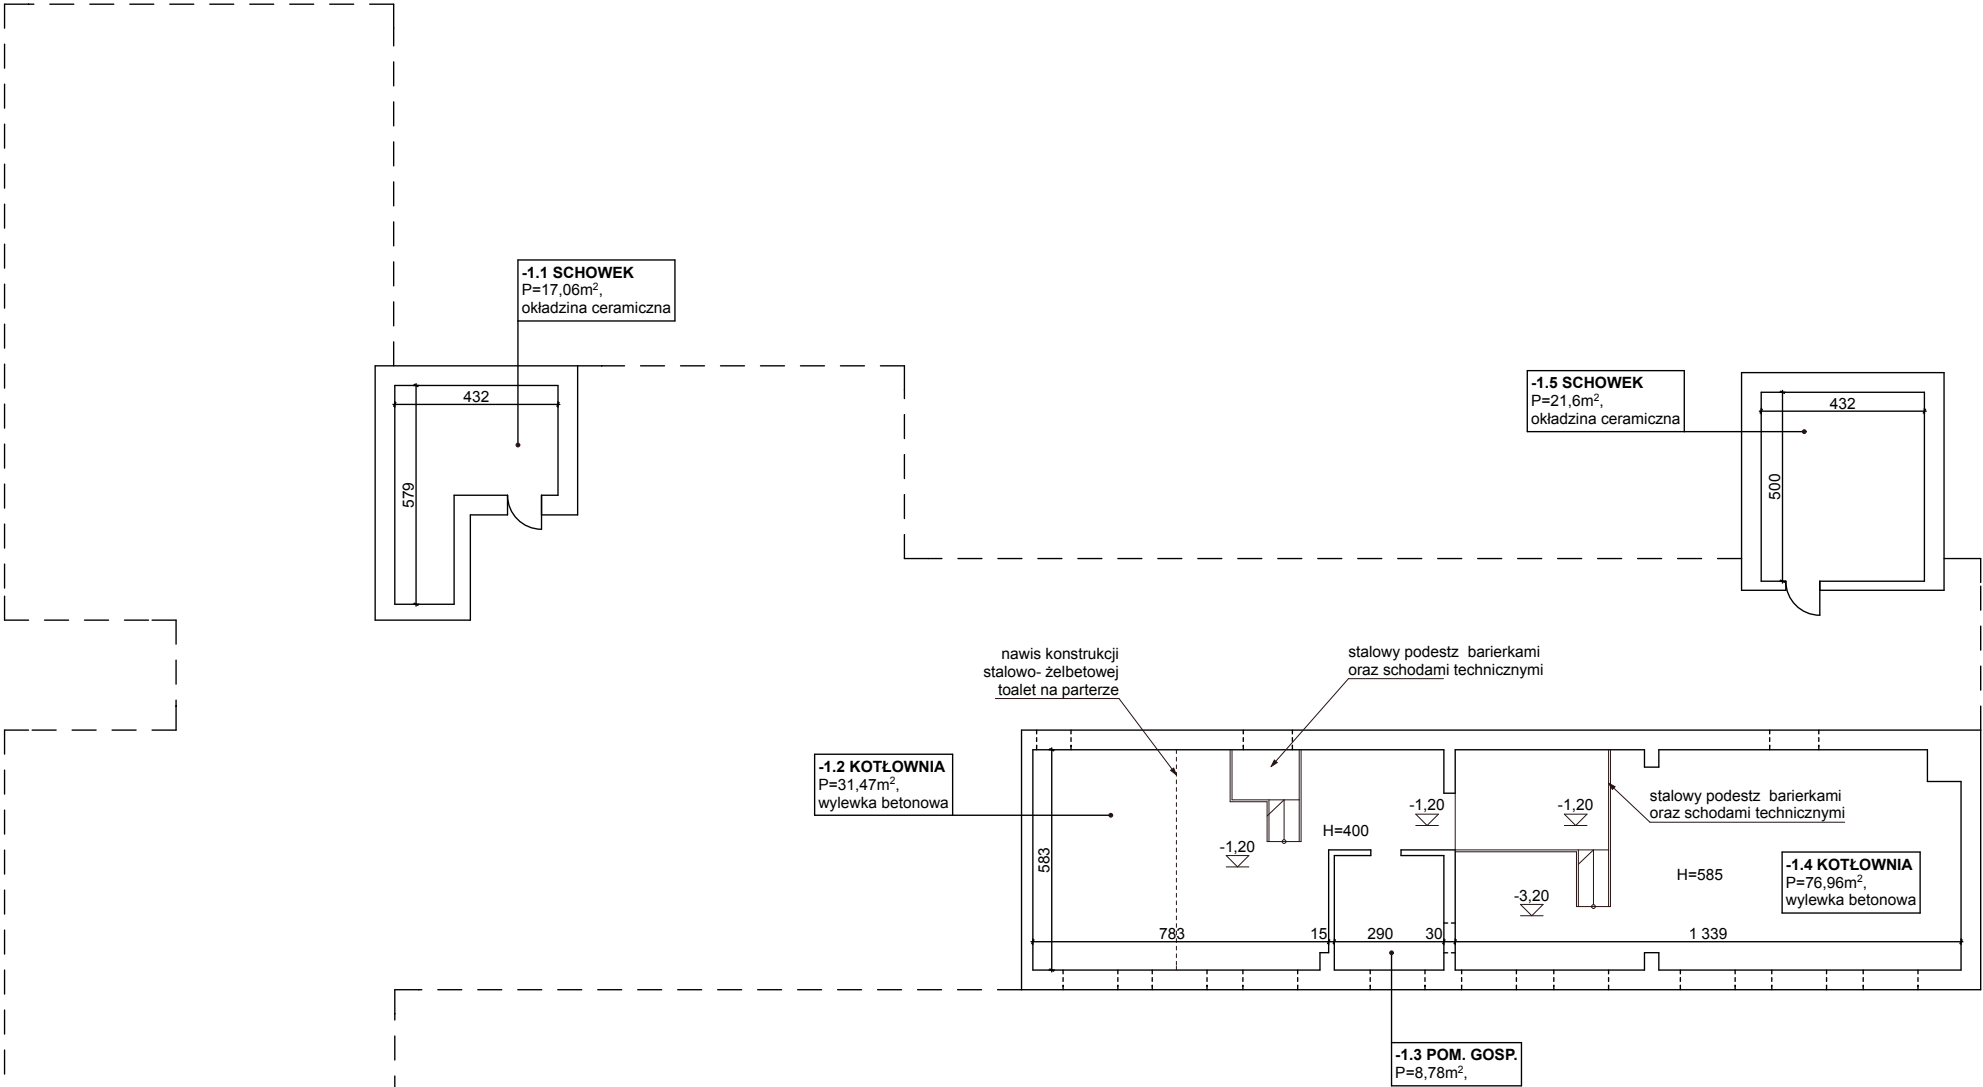 -1.1 SCHOWEK
P=17,06m²,
okładzina ceramiczna
432
579
-1.5 SCHOWEK
P=21,6m²,
okładzina ceramiczna
432
500
nawis konstrukcji
stalowo- żelbetowej
toalet na parterze
stalowy podestz  barierkami
oraz schodami technicznymi
-1.2 KOTŁOWNIA
P=31,47m²,
wylewka betonowa
583
-1,20
H=400
-1,20
-1,20
stalowy podestz  barierkami
oraz schodami technicznymi
-3,20
H=585
-1.4 KOTŁOWNIA
P=76,96m²,
wylewka betonowa
783
15
290
30
1 339
-1.3 POM. GOSP.
P=8,78m²,